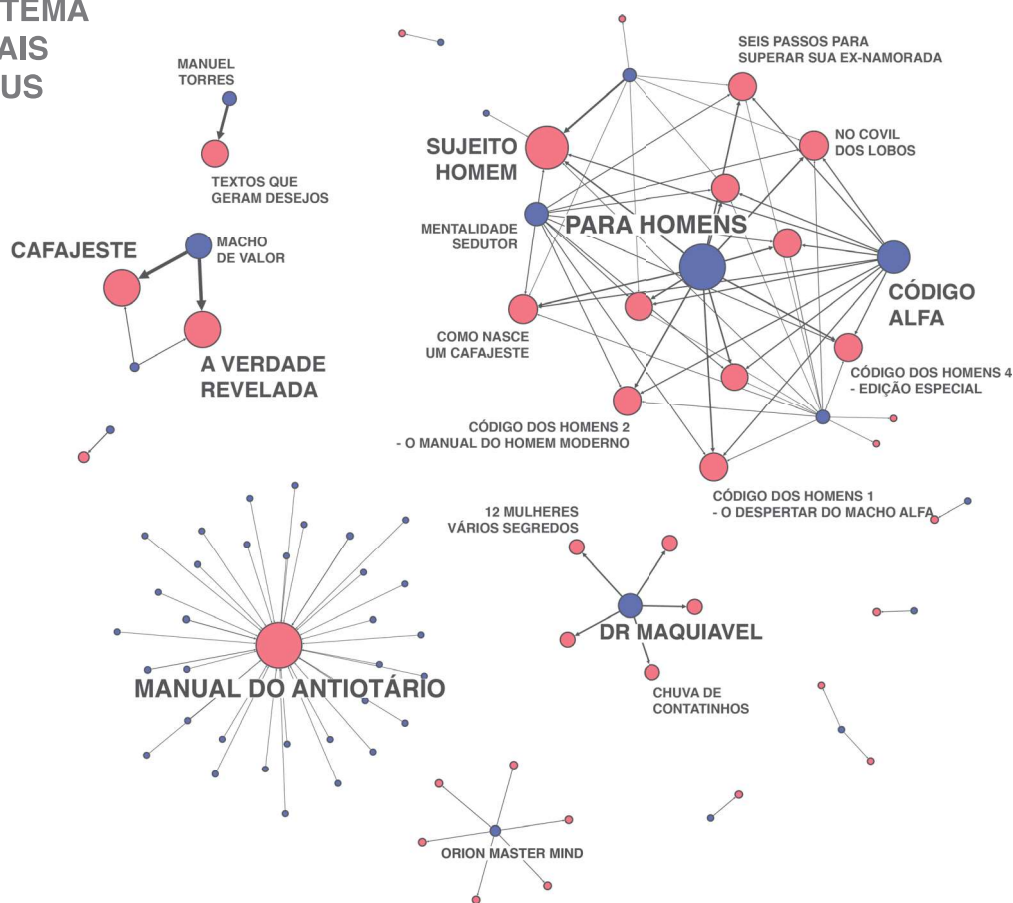 TEMA
AIS
US
MANUEL
TORRES
TEXTOS QUE
GERAM DESEJOS
CAFAJESTE
MACHO
DE VALOR
A VERDADE
REVELADA
SEIS PASSOS PARA
SUPERAR SUA EX-NAMORADA
SUJEITO
HOMEM
NO COVIL
DOS LOBOS
MENTALIDADE
SEDUTOR
PARA HOMENS
CÓDIGO
ALFA
COMO NASCE
UM CAFAJESTE
CÓDIGO DOS HOMENS 4
- EDIÇÃO ESPECIAL
CÓDIGO DOS HOMENS 2
- O MANUAL DO HOMEM MODERNO
CÓDIGO DOS HOMENS 1
- O DESPERTAR DO MACHO ALFA
12 MULHERES
VÁRIOS SEGREDOS
DR MAQUIAVEL
CHUVA DE
CONTATINHOS
MANUAL DO ANTIOTÁRIO
ORION MASTER MIND